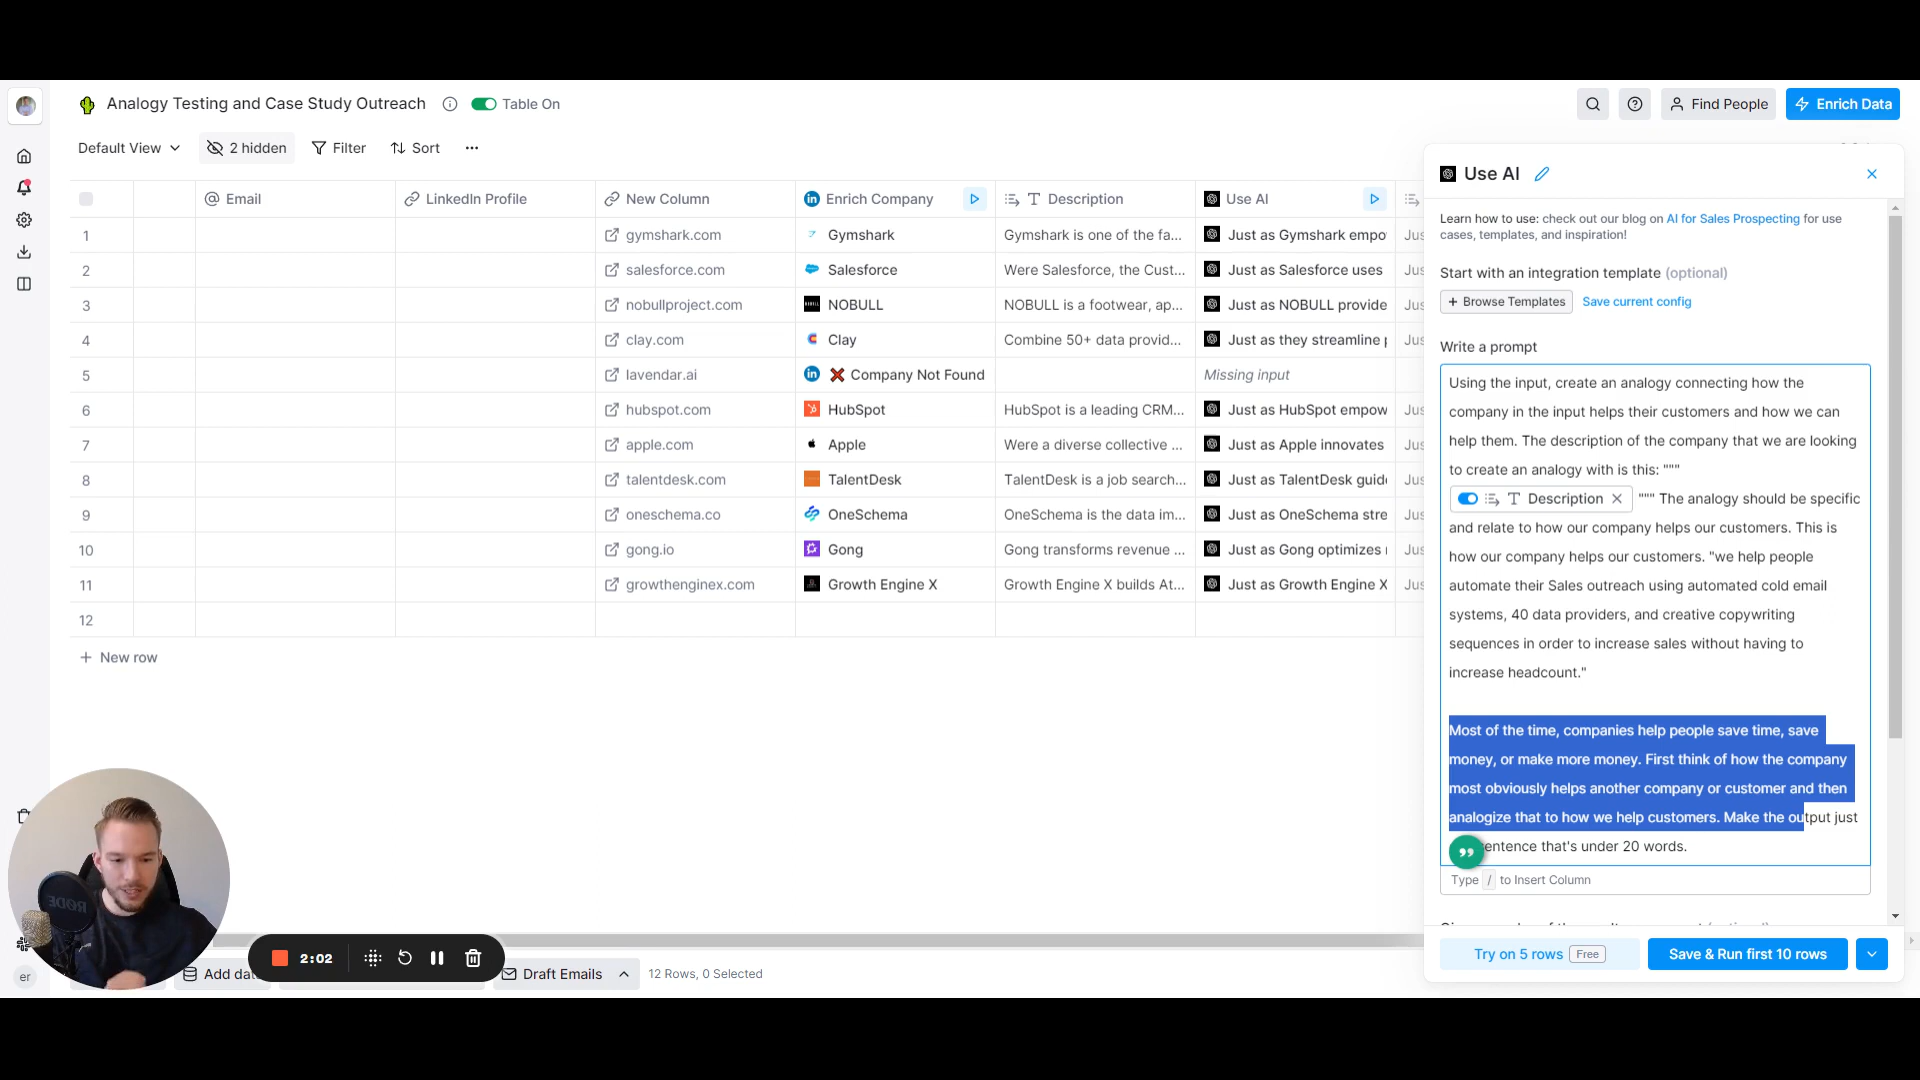 Analogy Testing and Case Study Outreach
Table On
Find People
Enrich Data
Default View
2 hidden
Filter
Sort
Email
LinkedIn Profile
New Column
Enrich Company
Description
Use AI
1 gymshark.com Gymshark Gymshark is one of the fa... Just as Gymshark empo Jus
2 salesforce.com Salesforce Were Salesforce, the Cust... Just as Salesforce uses Jus
3 nobullproject.com NOBULL NOBULL is a footwear, ap... Just as NOBULL provide Jus
4 clay.com Clay Combine 50+ data provid... Just as they streamline Jus
5 lavendar.ai Company Not Found Missing input
6 hubspot.com HubSpot HubSpot is a leading CRM... Just as HubSpot empow Jus
7 apple.com Apple Were a diverse collective ... Just as Apple innovates Jus
8 talentdesk.com TalentDesk TalentDesk is a job search... Just as TalentDesk guid Jus
9 oneschema.co OneSchema OneSchema is the data im... Just as OneSchema stre Jus
10 gong.io Gong Gong transforms revenue ... Just as Gong optimizes Jus
11 growthenginex.com Growth Engine X Growth Engine X builds At... Just as Growth Engine X Jus
12
+ New row
Use AI
Learn how to use: check out our blog on AI for Sales Prospecting for use
cases, templates, and inspiration!
Start with an integration template (optional)
+ Browse Templates
Save current config
Write a prompt
Using the input, create an analogy connecting how the
company in the input helps their customers and how we can
help them. The description of the company that we are looking
to create an analogy with is this: """
Description """ The analogy should be specific
and relate to how our company helps our customers. This is
how our company helps our customers. "we help people
automate their Sales outreach using automated cold email
systems, 40 data providers, and creative copywriting
sequences in order to increase sales without having to
increase headcount."
Most of the time, companies help people save time, save
money, or make more money. First think of how the company
most obviously helps another company or customer and then
analogize that to how we help customers. Make the output just
entence that's under 20 words.
Type / to Insert Column
Try on 5 rows Free
Save & Run first 10 rows
RØDE
er
2:02
Add dat
Draft Emails
12 Rows, 0 Selected